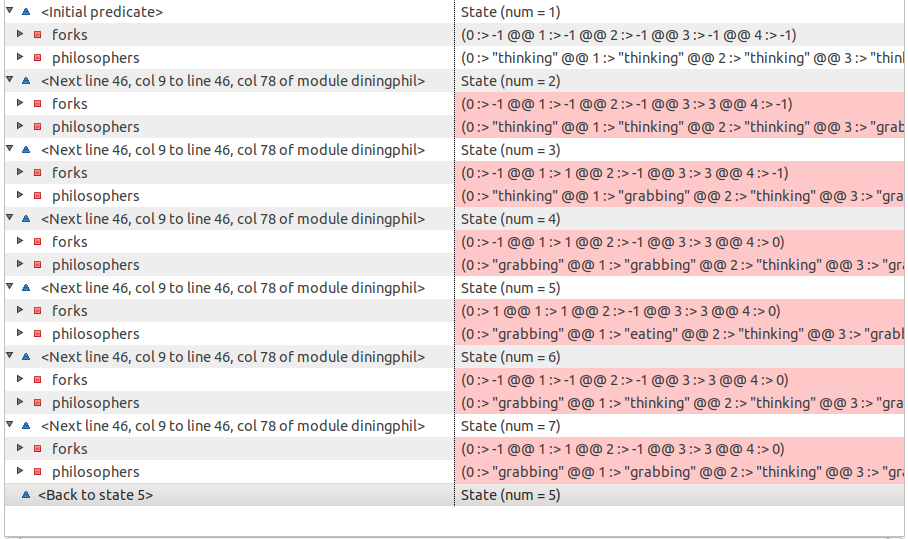 <Initial predicate> State (num = 1)
forks (0 :> -1 @@ 1 :> -1 @@ 2 :> -1 @@ 3 :> -1 @@ 4 :> -1)
philosophers (0 :> "thinking" @@ 1 :> "thinking" @@ 2 :> "thinking" @@ 3 :> "thin
<Next line 46, col 9 to line 46, col 78 of module diningphil> State (num = 2)
forks (0 :> -1 @@ 1 :> -1 @@ 2 :> -1 @@ 3 :> 3 @@ 4 :> -1)
philosophers (0 :> "thinking" @@ 1 :> "thinking" @@ 2 :> "thinking" @@ 3 :> "grab
<Next line 46, col 9 to line 46, col 78 of module diningphil> State (num = 3)
forks (0 :> -1 @@ 1 :> 1 @@ 2 :> -1 @@ 3 :> 3 @@ 4 :> -1)
philosophers (0 :> "thinking" @@ 1 :> "grabbing" @@ 2 :> "thinking" @@ 3 :> "gra
<Next line 46, col 9 to line 46, col 78 of module diningphil> State (num = 4)
forks (0 :> -1 @@ 1 :> 1 @@ 2 :> -1 @@ 3 :> 3 @@ 4 :> 0)
philosophers (0 :> "grabbing" @@ 1 :> "grabbing" @@ 2 :> "thinking" @@ 3 :> "gr
<Next line 46, col 9 to line 46, col 78 of module diningphil> State (num = 5)
forks (0 :> 1 @@ 1 :> 1 @@ 2 :> -1 @@ 3 :> 3 @@ 4 :> 0)
philosophers (0 :> "grabbing" @@ 1 :> "eating" @@ 2 :> "thinking" @@ 3 :> "grabb
<Next line 46, col 9 to line 46, col 78 of module diningphil> State (num = 6)
forks (0 :> -1 @@ 1 :> -1 @@ 2 :> -1 @@ 3 :> 3 @@ 4 :> 0)
philosophers (0 :> "grabbing" @@ 1 :> "thinking" @@ 2 :> "thinking" @@ 3 :> "gra
<Next line 46, col 9 to line 46, col 78 of module diningphil> State (num = 7)
forks (0 :> -1 @@ 1 :> 1 @@ 2 :> -1 @@ 3 :> 3 @@ 4 :> 0)
philosophers (0 :> "grabbing" @@ 1 :> "grabbing" @@ 2 :> "thinking" @@ 3 :> "gr
<Back to state 5> State (num = 5)